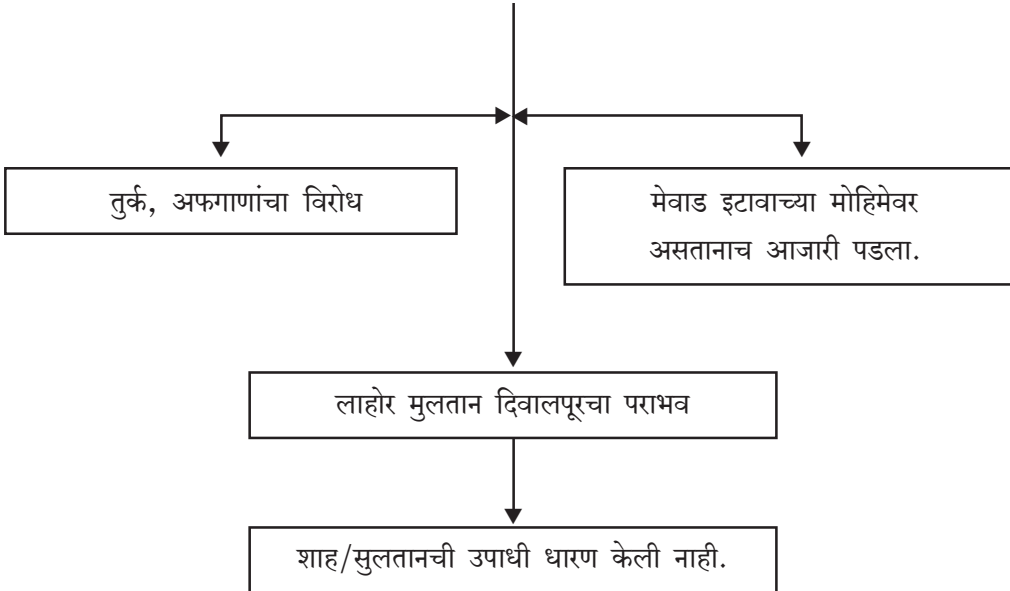 तुर्क, अफगाणांचा विरोध
मेवाड इटावाच्या मोहिमेवर
असतानाच आजारी पडला.
लाहोर मुलतान दिवालपूरचा पराभव
शाह/सुलतानची उपाधी धारण केली नाही.